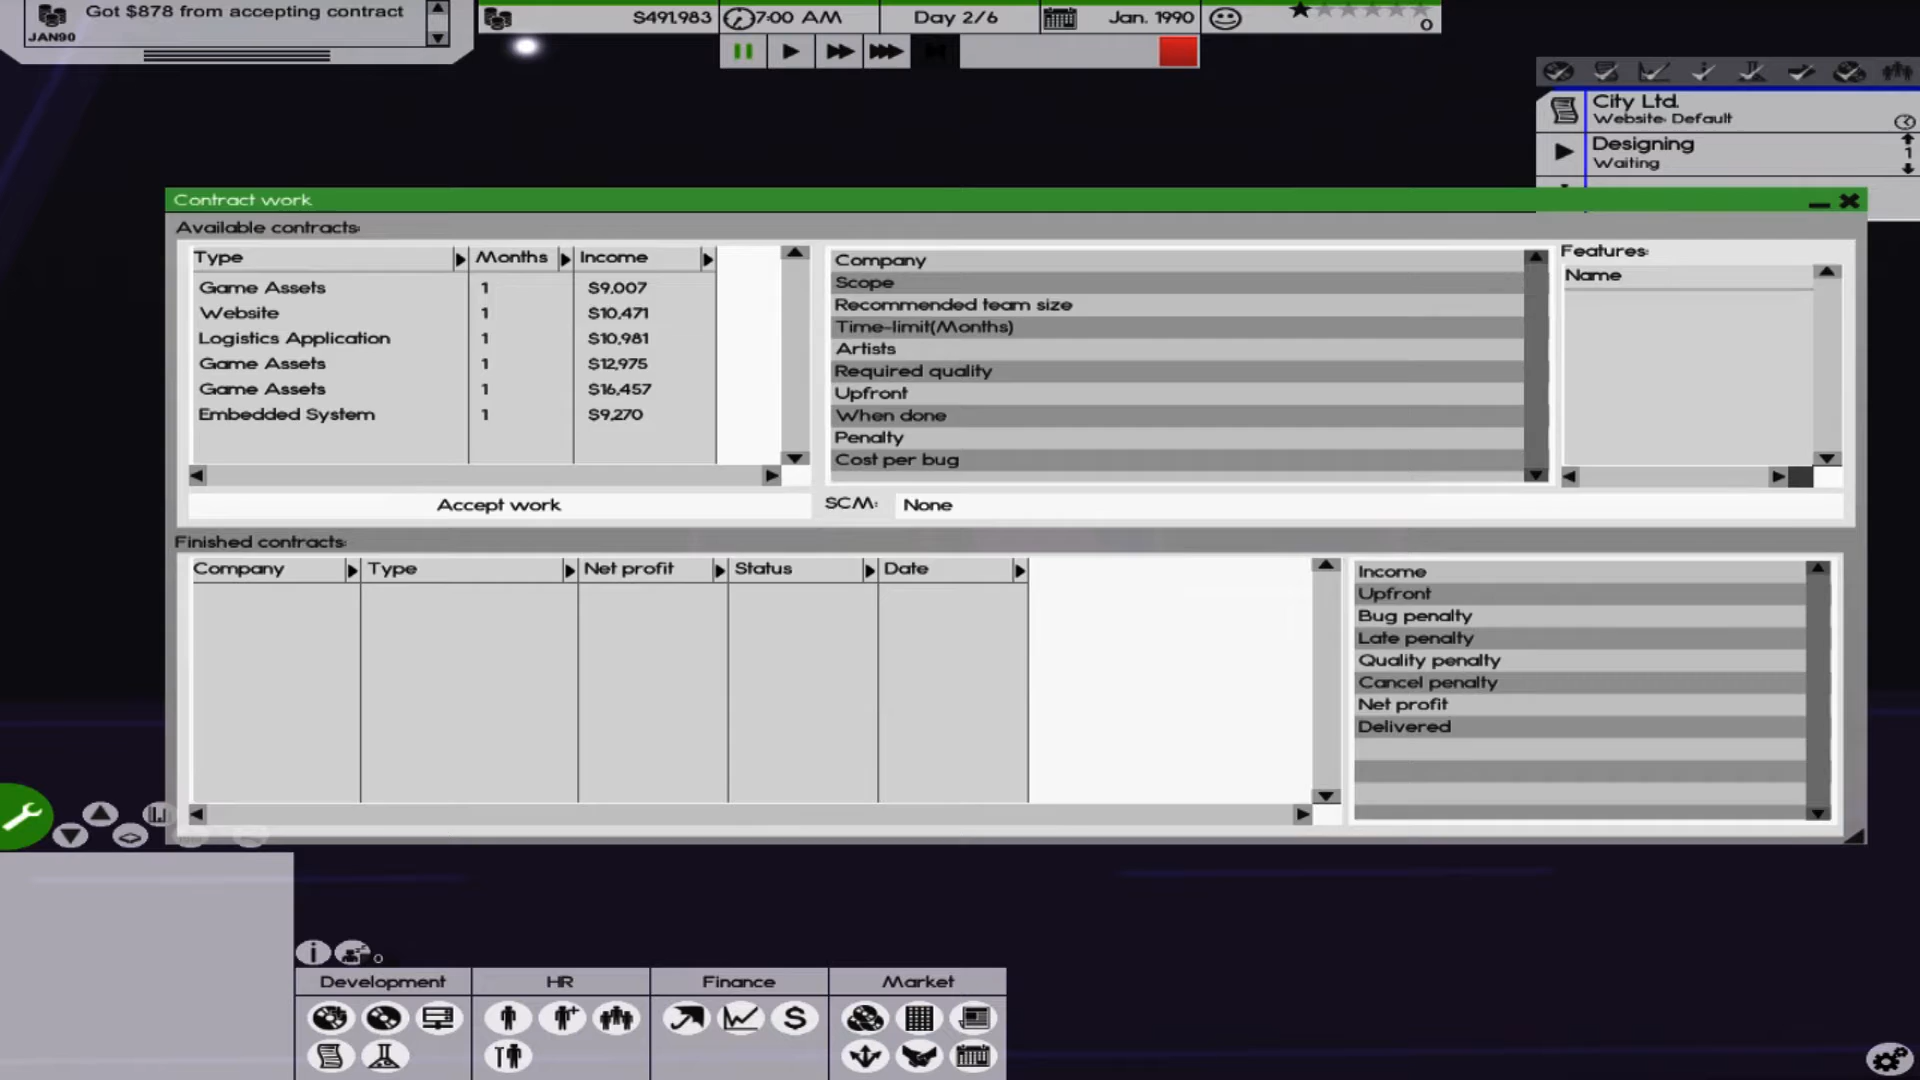 Got $878 from accepting contract
JAN90
$491,983
7:00 AM
Day 2/6
Jan. 1990
0
City Ltd.
Website: Default
Designing
Waiting
1
Contract work
Available contracts:
Type Months Income
Game Assets 1 $9,007
Website 1 $10,471
Logistics Application 1 $10,981
Game Assets 1 $12,975
Game Assets 1 $16,457
Embedded System 1 $9,270
Company
Scope
Recommended team size
Time-limit(Months)
Artists
Required quality
Upfront
When done
Penalty
Cost per bug
Features:
Name
Accept work
SCM: None
Finished contracts:
Company Type Net profit Status Date
Income
Upfront
Bug penalty
Late penalty
Quality penalty
Cancel penalty
Net profit
Delivered
0
Development HR Finance Market